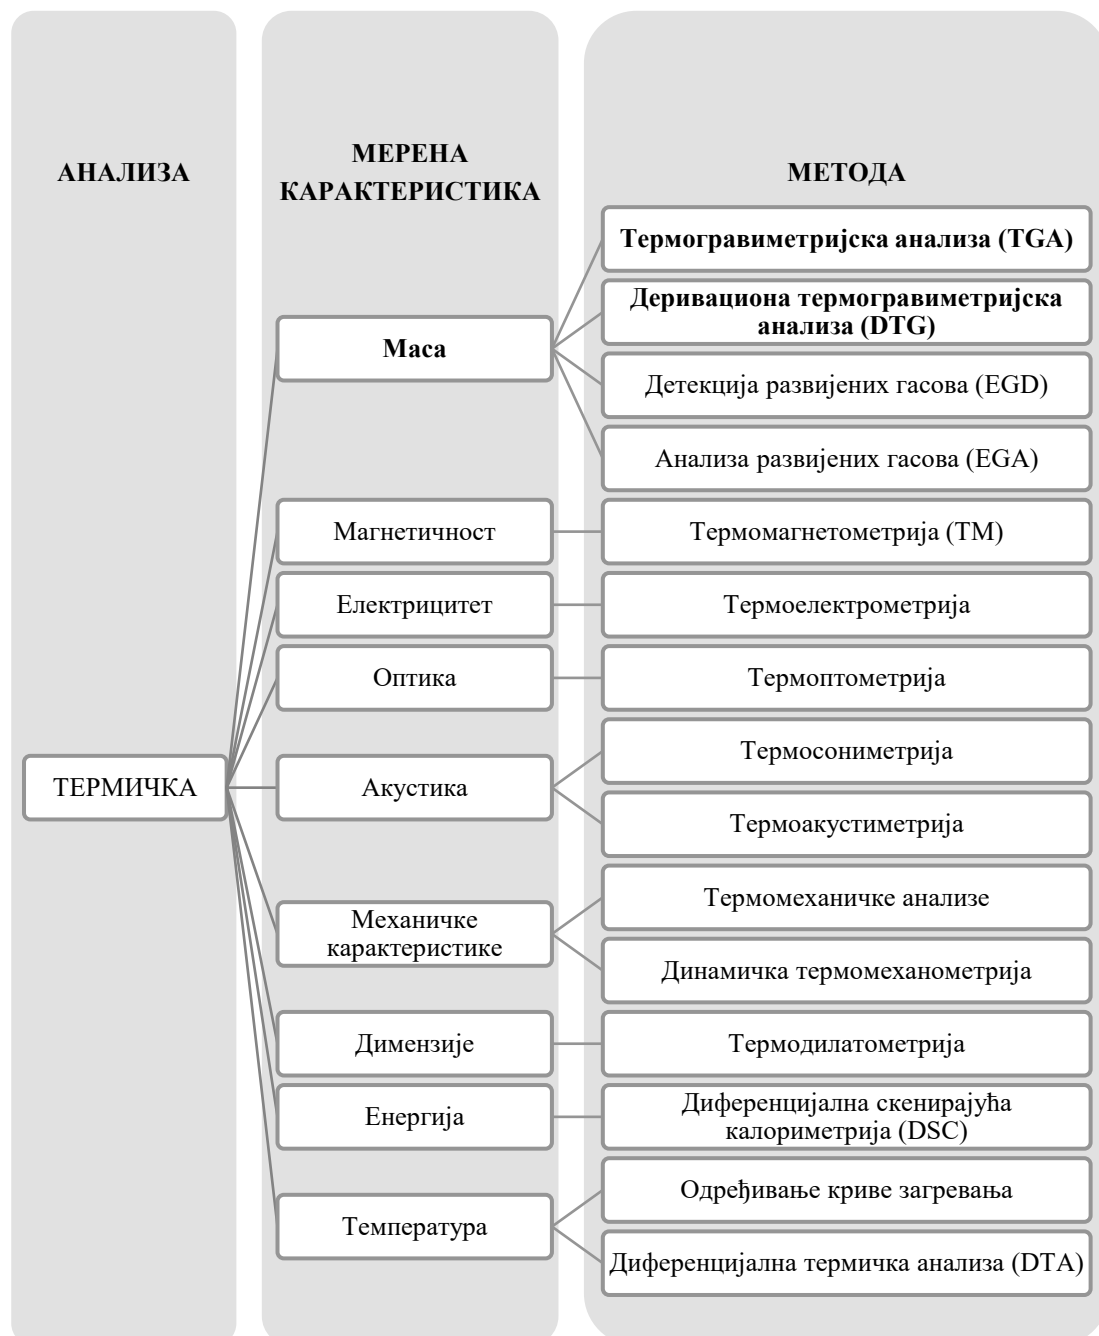 АНАЛИЗА
МЕРЕНА
КАРАКТЕРИСТИКА
МЕТОДА
ТЕРМИЧКА
Маса
Термогравиметријска анализа (TGA)
Деривациона термогравиметријска
анализа (DTG)
Детекција развијених гасова (EGD)
Анализа развијених гасова (EGA)
Магнетичност
Термомагнетометрија (TM)
Електрицитет
Термоелектрометрија
Оптика
Термоптометрија
Акустика
Термосониметрија
Термоакустиметрија
Механичке
карактеристике
Термомеханичке анализе
Динамичка термомеханометрија
Димензије
Термодилатометрија
Енергија
Диференцијална скенирајућа
калориметрија (DSC)
Температура
Одређивање криве загревања
Диференцијална термичка анализа (DTA)